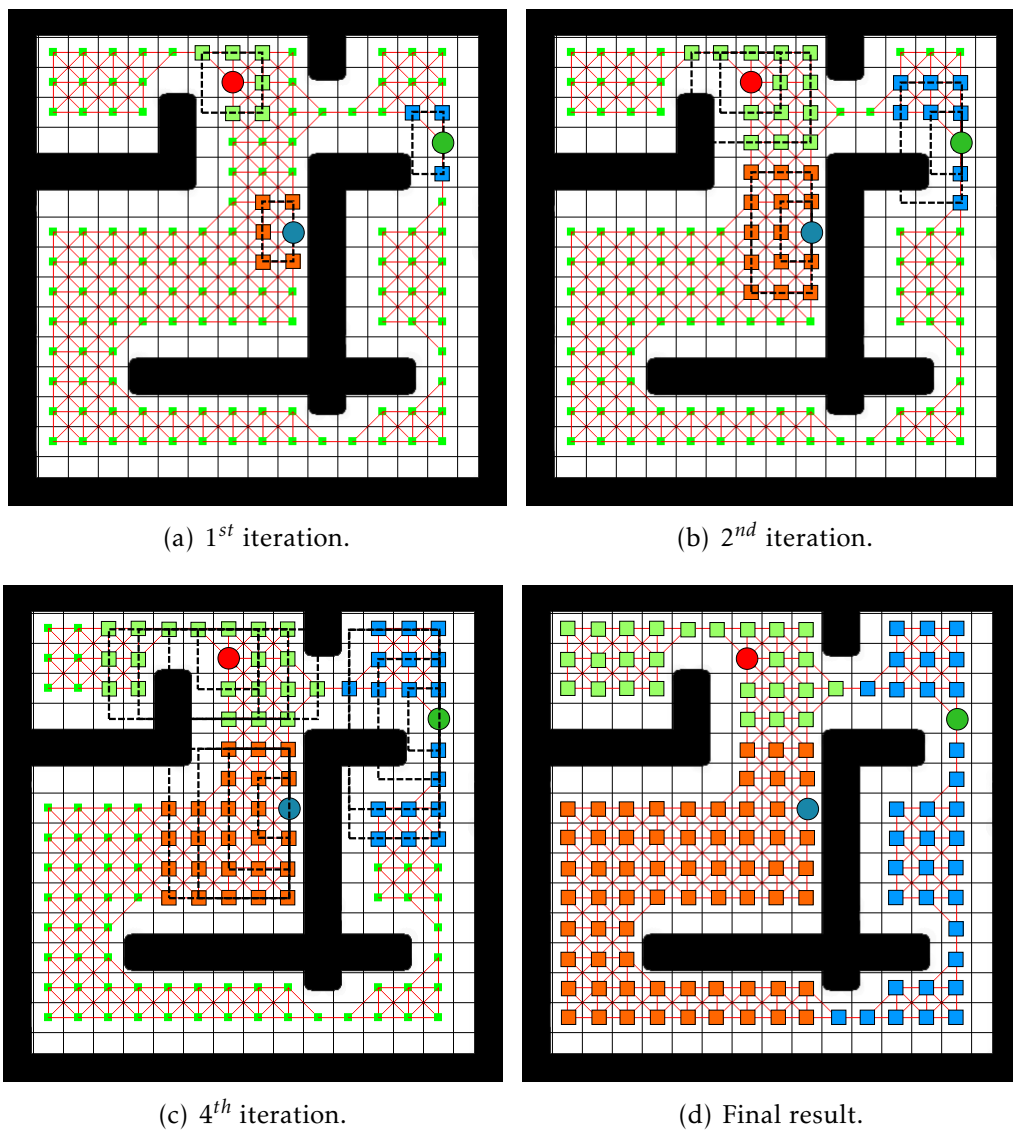 (a) 1st iteration.
(b) 2nd iteration.
(c) 4th iteration.
(d) Final result.